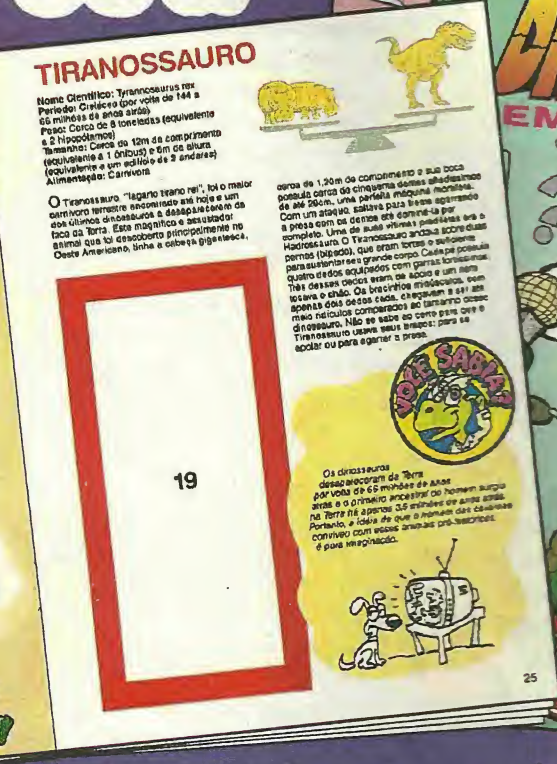 TIRANOSSAURO
Nome Científico: Tyrannosaurus rex
Período: Cretáceo (por volta de 144 a
66 milhões de anos atrás)
Peso: Cerca de 8 toneladas (equivalente
a 2 hipopótamos)
Tamanho: Cerca de 12m de comprimento
(equivalente a 1 ônibus) e 6m de altura
(equivalente a um edifício de 2 andares)
Alimentação: Carnívora
O Tiranossauro, "lagarto tirano rei", foi o maior
carnívoro terrestre encontrado até hoje e um
dos últimos dinossauros a desaparecerem da
face da Terra. Este magnífico e assustador
animal que foi descoberto principalmente no
Oeste Americano, tinha a cabeça gigantesca,
cerca de 1,20m de comprimento e sua boca
possuía cerca de cinquenta dentes
de até 20cm, uma perfeita máquina mortífera.
Com um ataque, saltava para frente agarrando
a presa com os dentes até dominá-la por
completo. Uma de suas vítimas prediletas era o
Hadrossauro. O Tiranossauro andava sobre duas
pernas (bípedo), que eram fortes o suficiente
para sustentar seu grande corpo. Cada pé possuía
quatro dedos equipados com garras fortíssimas.
Três desses dedos eram de apoio e um nem
tocava o chão. Os bracinhos minúsculos, com
apenas dois dedos cada, chegavam a ser até
meio ridículos comparados ao tamanho desse
dinossauro. Não se sabe ao certo para que o
Tiranossauro usava seus braços: para se
apoiar ou para agarrar a presa.
VOCÊ SABIA?
Os dinossauros
desapareceram da Terra
por volta de 66 milhões de anos
atrás e o primeiro ancestral do homem surgiu
na Terra há apenas 3,5 milhões de anos atrás.
Portanto, a idéia de que o homem das cavernas
conviveu com esses animais pré-históricos
é pura imaginação.
19
25
EM